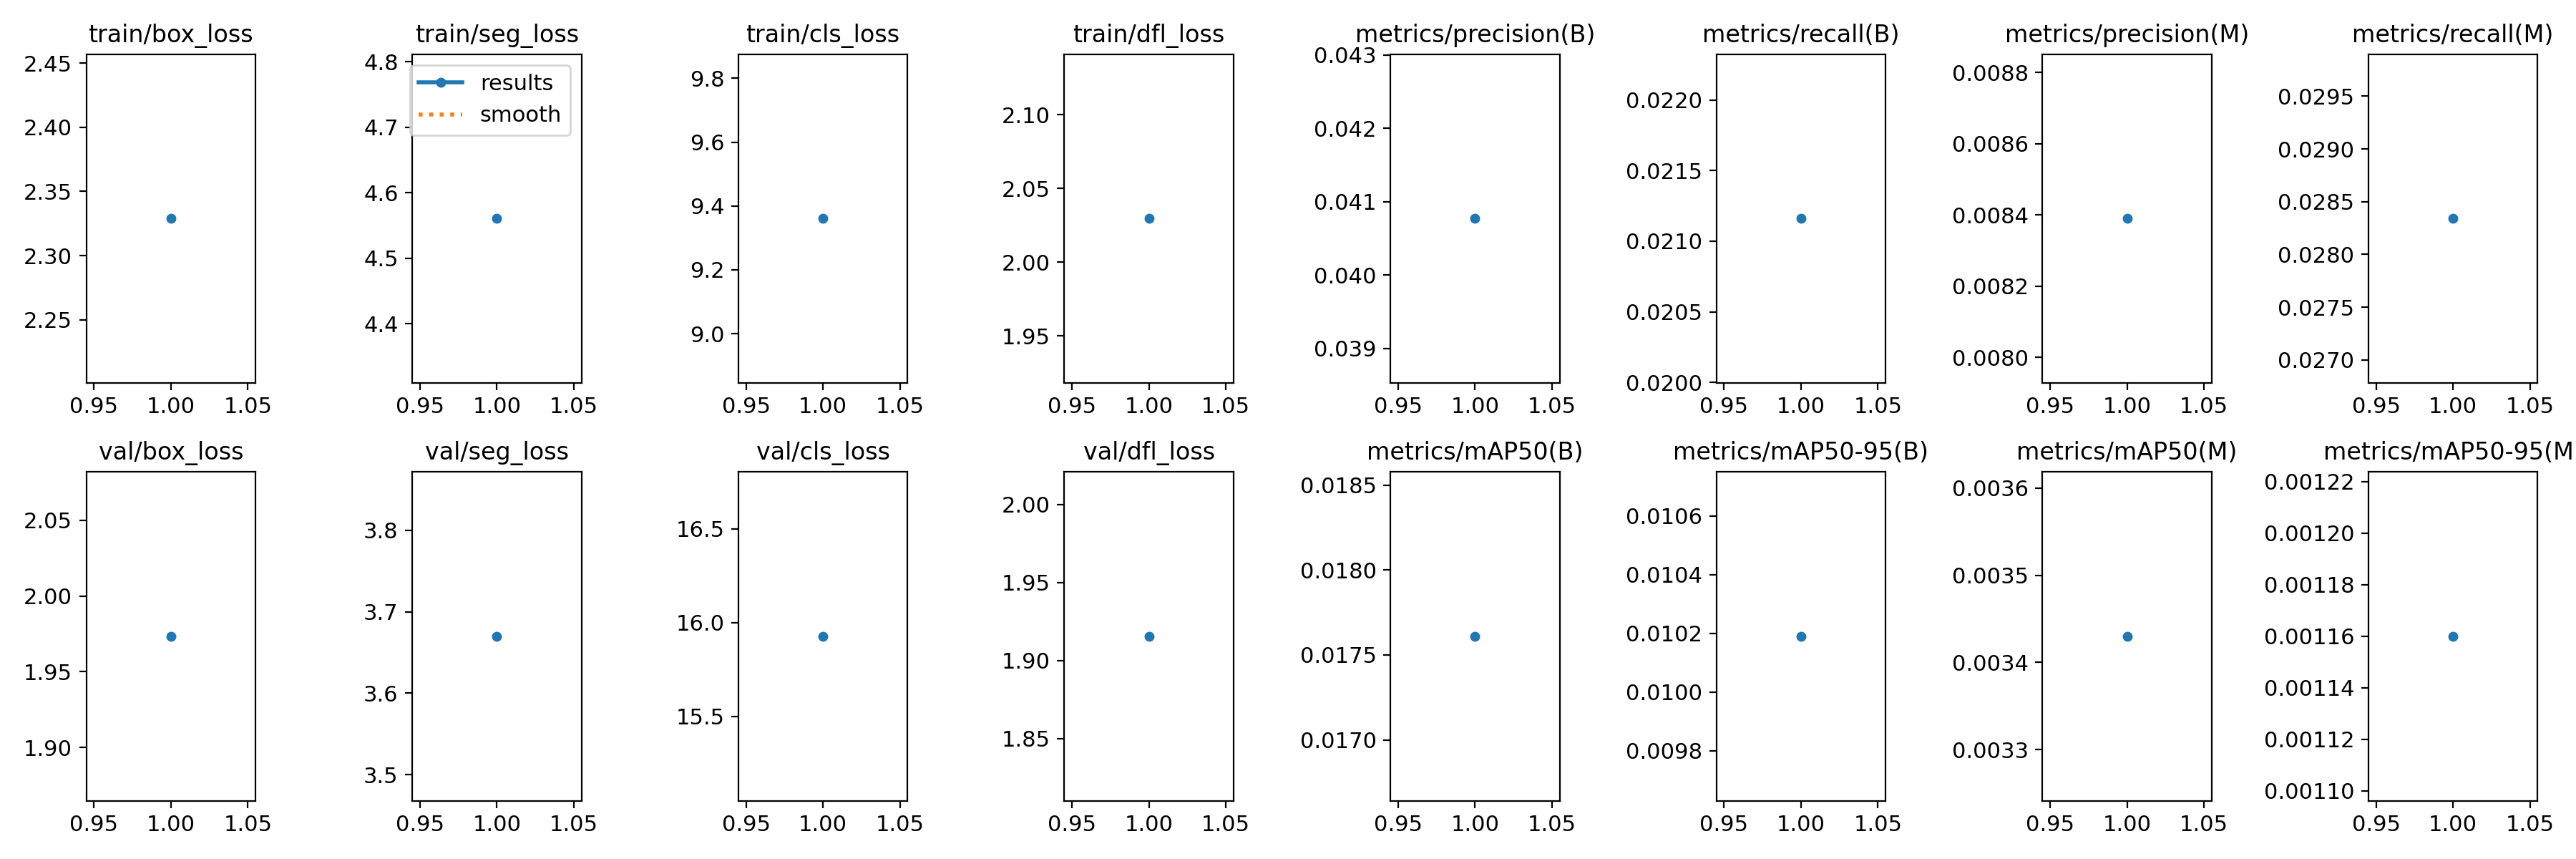 train/box_loss
2.45
2.40
2.35
2.30
2.25
0.95 1.00 1.05
train/seg_loss
results
smooth
4.8
4.7
4.6
4.5
4.4
0.95 1.00 1.05
train/cls_loss
9.8
9.6
9.4
9.2
9.0
0.95 1.00 1.05
train/dfl_loss
2.10
2.05
2.00
1.95
0.95 1.00 1.05
metrics/precision(B)
0.043
0.042
0.041
0.040
0.039
0.95 1.00 1.05
metrics/recall(B)
0.0220
0.0215
0.0210
0.0205
0.0200
0.95 1.00 1.05
metrics/precision(M)
0.0088
0.0086
0.0084
0.0082
0.0080
0.95 1.00 1.05
metrics/recall(M)
0.0295
0.0290
0.0285
0.0280
0.0275
0.0270
0.95 1.00 1.05
val/box_loss
2.05
2.00
1.95
1.90
0.95 1.00 1.05
val/seg_loss
3.8
3.7
3.6
3.5
0.95 1.00 1.05
val/cls_loss
16.5
16.0
15.5
0.95 1.00 1.05
val/dfl_loss
2.00
1.95
1.90
1.85
0.95 1.00 1.05
metrics/mAP50(B)
0.0185
0.0180
0.0175
0.0170
0.95 1.00 1.05
metrics/mAP50-95(B)
0.0106
0.0104
0.0102
0.0100
0.0098
0.95 1.00 1.05
metrics/mAP50(M)
0.0036
0.0035
0.0034
0.0033
0.95 1.00 1.05
metrics/mAP50-95(M
0.00122
0.00120
0.00118
0.00116
0.00114
0.00112
0.00110
0.95 1.00 1.05